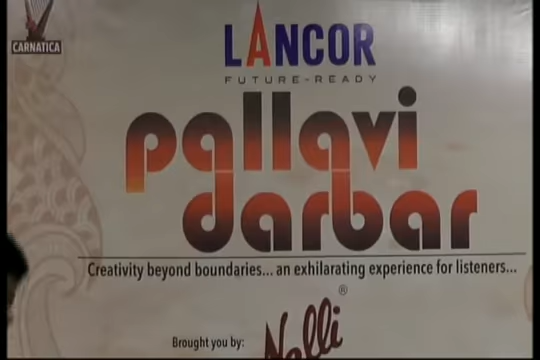 CARNATICA
LANCOR
FUTURE-READY
pallavi
darbar
Creativity beyond boundaries... an exhilarating experience for listeners...
®
Brought you by: Nalli